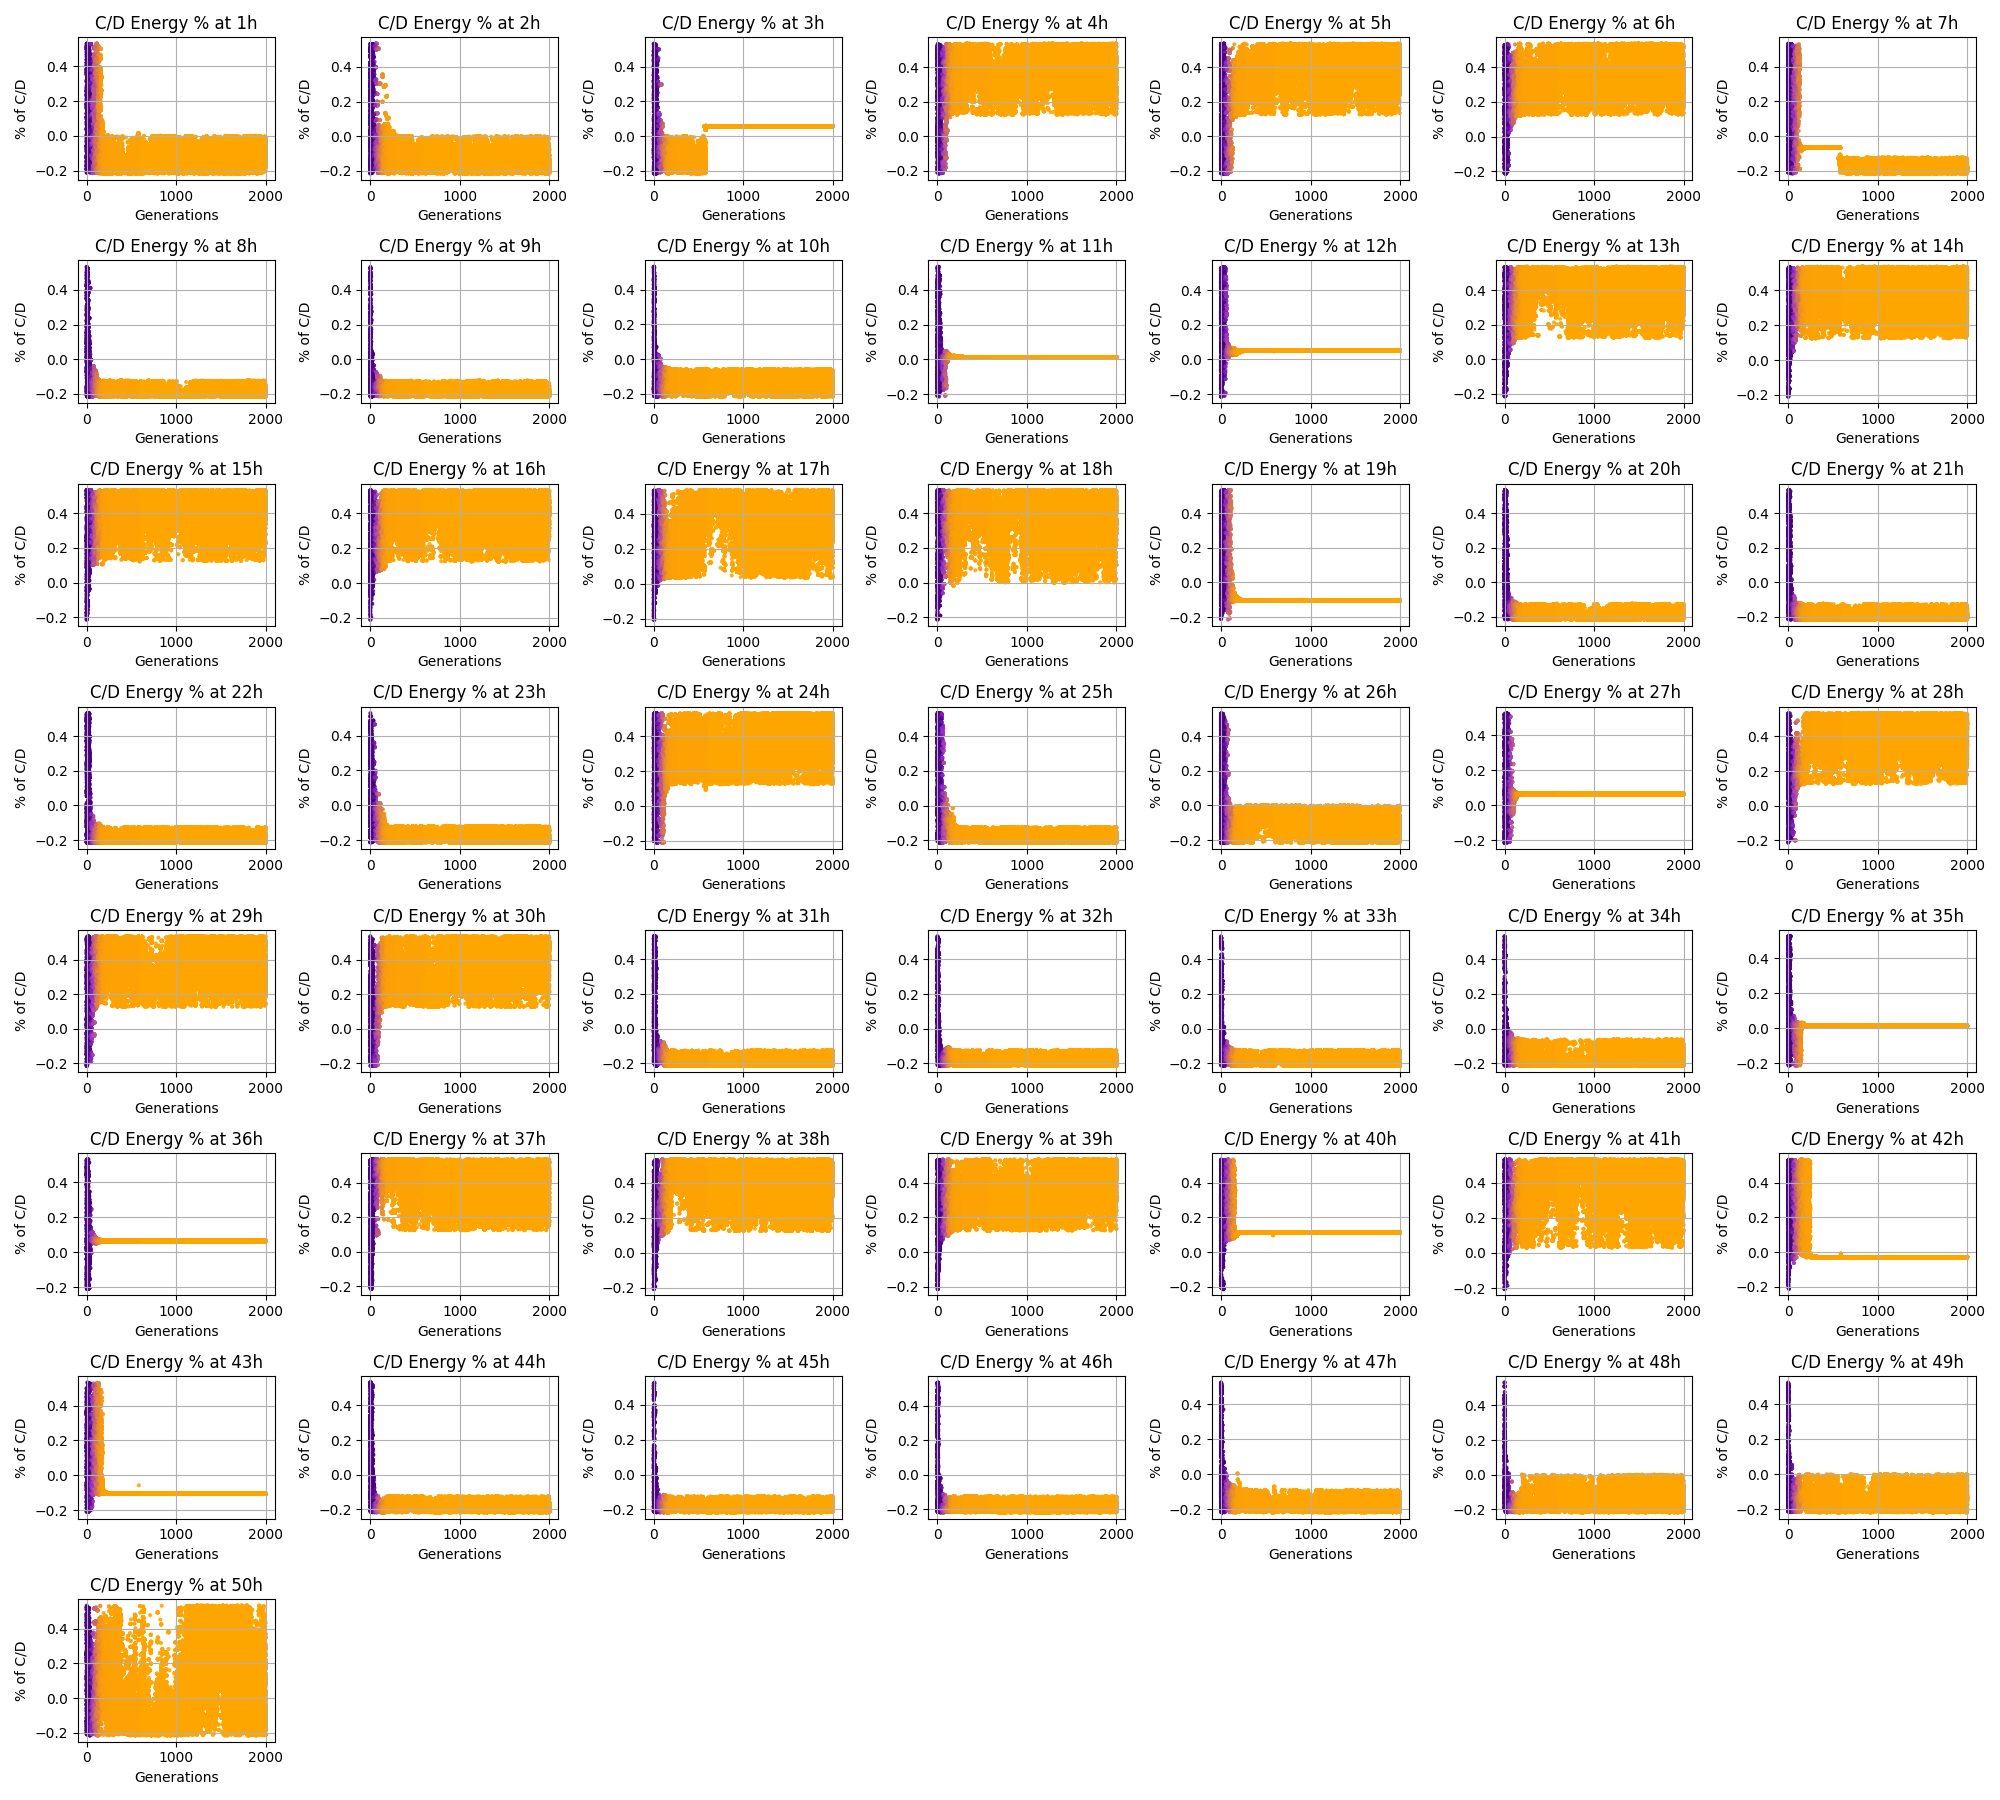 C/D Energy % at 1h C/D Energy % at 2h C/D Energy % at 3h C/D Energy % at 4h C/D Energy % at 5h C/D Energy % at 6h C/D Energy % at 7h
% of C/D % of C/D % of C/D % of C/D % of C/D % of C/D % of C/D
0.4 0.4 0.4 0.4 0.4 0.4 0.4
0.2 0.2 0.2 0.2 0.2 0.2 0.2
0.0 0.0 0.0 0.0 0.0 0.0 0.0
−0.2 −0.2 −0.2 −0.2 −0.2 −0.2 −0.2
0 1000 2000 0 1000 2000 0 1000 2000 0 1000 2000 0 1000 2000 0 1000 2000 0 1000 2000
Generations Generations Generations Generations Generations Generations Generations
C/D Energy % at 8h C/D Energy % at 9h C/D Energy % at 10h C/D Energy % at 11h C/D Energy % at 12h C/D Energy % at 13h C/D Energy % at 14h
% of C/D % of C/D % of C/D % of C/D % of C/D % of C/D % of C/D
0.4 0.4 0.4 0.4 0.4 0.4 0.4
0.2 0.2 0.2 0.2 0.2 0.2 0.2
0.0 0.0 0.0 0.0 0.0 0.0 0.0
−0.2 −0.2 −0.2 −0.2 −0.2 −0.2 −0.2
0 1000 2000 0 1000 2000 0 1000 2000 0 1000 2000 0 1000 2000 0 1000 2000 0 1000 2000
Generations Generations Generations Generations Generations Generations Generations
C/D Energy % at 15h C/D Energy % at 16h C/D Energy % at 17h C/D Energy % at 18h C/D Energy % at 19h C/D Energy % at 20h C/D Energy % at 21h
% of C/D % of C/D % of C/D % of C/D % of C/D % of C/D % of C/D
0.4 0.4 0.4 0.4 0.4 0.4 0.4
0.2 0.2 0.2 0.2 0.2 0.2 0.2
0.0 0.0 0.0 0.0 0.0 0.0 0.0
−0.2 −0.2 −0.2 −0.2 −0.2 −0.2 −0.2
0 1000 2000 0 1000 2000 0 1000 2000 0 1000 2000 0 1000 2000 0 1000 2000 0 1000 2000
Generations Generations Generations Generations Generations Generations Generations
C/D Energy % at 22h C/D Energy % at 23h C/D Energy % at 24h C/D Energy % at 25h C/D Energy % at 26h C/D Energy % at 27h C/D Energy % at 28h
% of C/D % of C/D % of C/D % of C/D % of C/D % of C/D % of C/D
0.4 0.4 0.4 0.4 0.4 0.4 0.4
0.2 0.2 0.2 0.2 0.2 0.2 0.2
0.0 0.0 0.0 0.0 0.0 0.0 0.0
−0.2 −0.2 −0.2 −0.2 −0.2 −0.2 −0.2
0 1000 2000 0 1000 2000 0 1000 2000 0 1000 2000 0 1000 2000 0 1000 2000 0 1000 2000
Generations Generations Generations Generations Generations Generations Generations
C/D Energy % at 29h C/D Energy % at 30h C/D Energy % at 31h C/D Energy % at 32h C/D Energy % at 33h C/D Energy % at 34h C/D Energy % at 35h
% of C/D % of C/D % of C/D % of C/D % of C/D % of C/D % of C/D
0.4 0.4 0.4 0.4 0.4 0.4 0.4
0.2 0.2 0.2 0.2 0.2 0.2 0.2
0.0 0.0 0.0 0.0 0.0 0.0 0.0
−0.2 −0.2 −0.2 −0.2 −0.2 −0.2 −0.2
0 1000 2000 0 1000 2000 0 1000 2000 0 1000 2000 0 1000 2000 0 1000 2000 0 1000 2000
Generations Generations Generations Generations Generations Generations Generations
C/D Energy % at 36h C/D Energy % at 37h C/D Energy % at 38h C/D Energy % at 39h C/D Energy % at 40h C/D Energy % at 41h C/D Energy % at 42h
% of C/D % of C/D % of C/D % of C/D % of C/D % of C/D % of C/D
0.4 0.4 0.4 0.4 0.4 0.4 0.4
0.2 0.2 0.2 0.2 0.2 0.2 0.2
0.0 0.0 0.0 0.0 0.0 0.0 0.0
−0.2 −0.2 −0.2 −0.2 −0.2 −0.2 −0.2
0 1000 2000 0 1000 2000 0 1000 2000 0 1000 2000 0 1000 2000 0 1000 2000 0 1000 2000
Generations Generations Generations Generations Generations Generations Generations
C/D Energy % at 43h C/D Energy % at 44h C/D Energy % at 45h C/D Energy % at 46h C/D Energy % at 47h C/D Energy % at 48h C/D Energy % at 49h
% of C/D % of C/D % of C/D % of C/D % of C/D % of C/D % of C/D
0.4 0.4 0.4 0.4 0.4 0.4 0.4
0.2 0.2 0.2 0.2 0.2 0.2 0.2
0.0 0.0 0.0 0.0 0.0 0.0 0.0
−0.2 −0.2 −0.2 −0.2 −0.2 −0.2 −0.2
0 1000 2000 0 1000 2000 0 1000 2000 0 1000 2000 0 1000 2000 0 1000 2000 0 1000 2000
Generations Generations Generations Generations Generations Generations Generations
C/D Energy % at 50h
% of C/D
0.4
0.2
0.0
−0.2
0 1000 2000
Generations